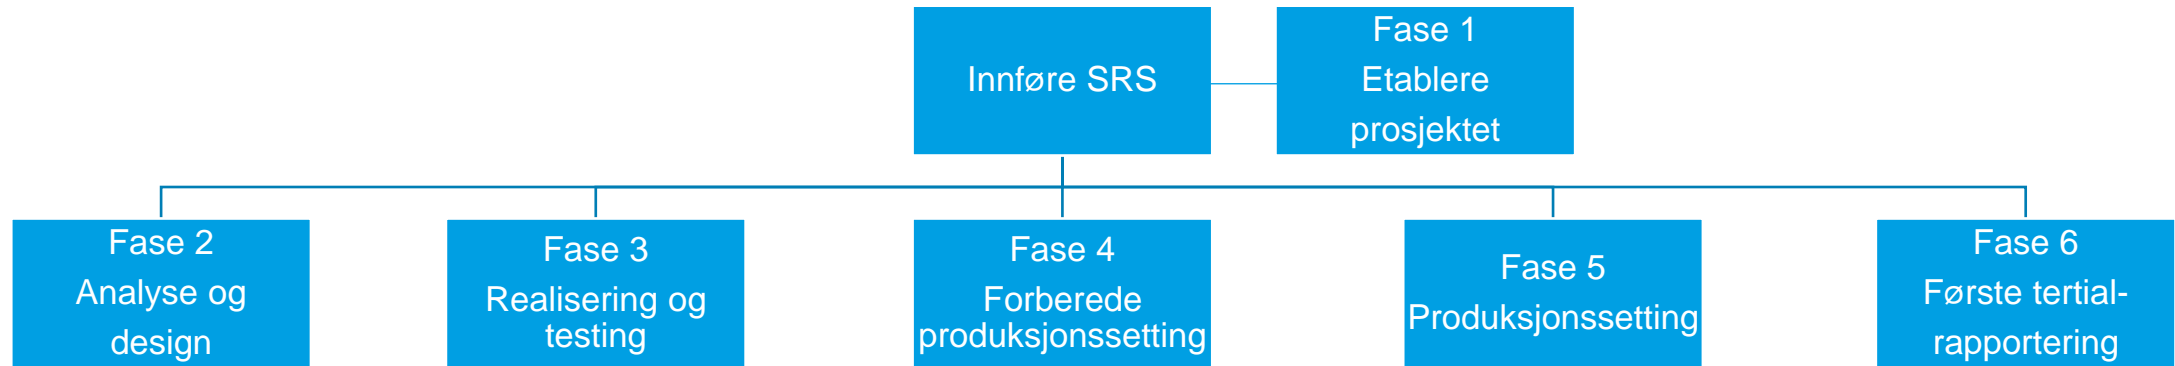 Innføre SRS
Fase 1
Etablere
prosjektet
Fase 2
Analyse og
design
Fase 3
Realisering og
testing
Fase 4
Forberede
produksjonssetting
Fase 5
Produksjonssetting
Fase 6
Første tertial-
rapportering